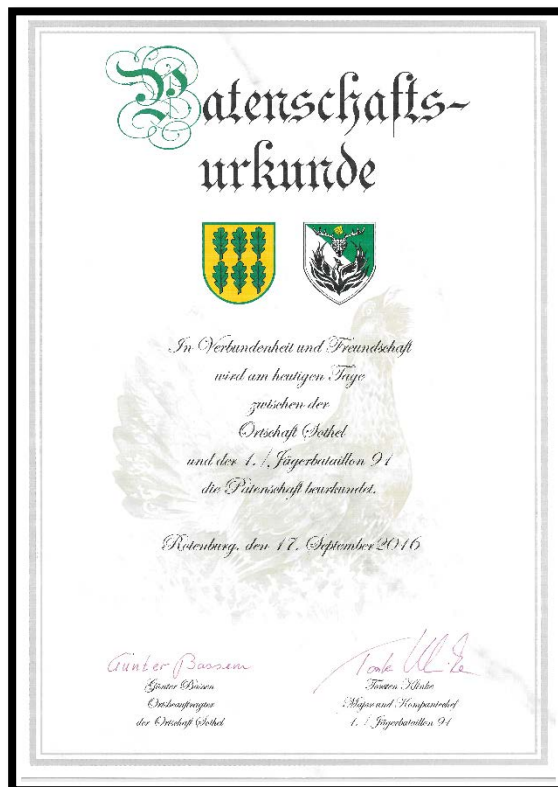 Patenschafts-
urkunde
In Verbundenheit und Freundschaft
wird am heutigen Tage
zwischen der
Ortschaft Sothel
und der 1. / Jägerbataillon 91
die Patenschaft beurkundet.
Rotenburg, den 17. September 2016
Günter Bassen
Günter Bassen
Ortsbeauftragter
der Ortschaft Sothel
Torsten Klinke
Major und Kompaniechef
1. / Jägerbataillon 91